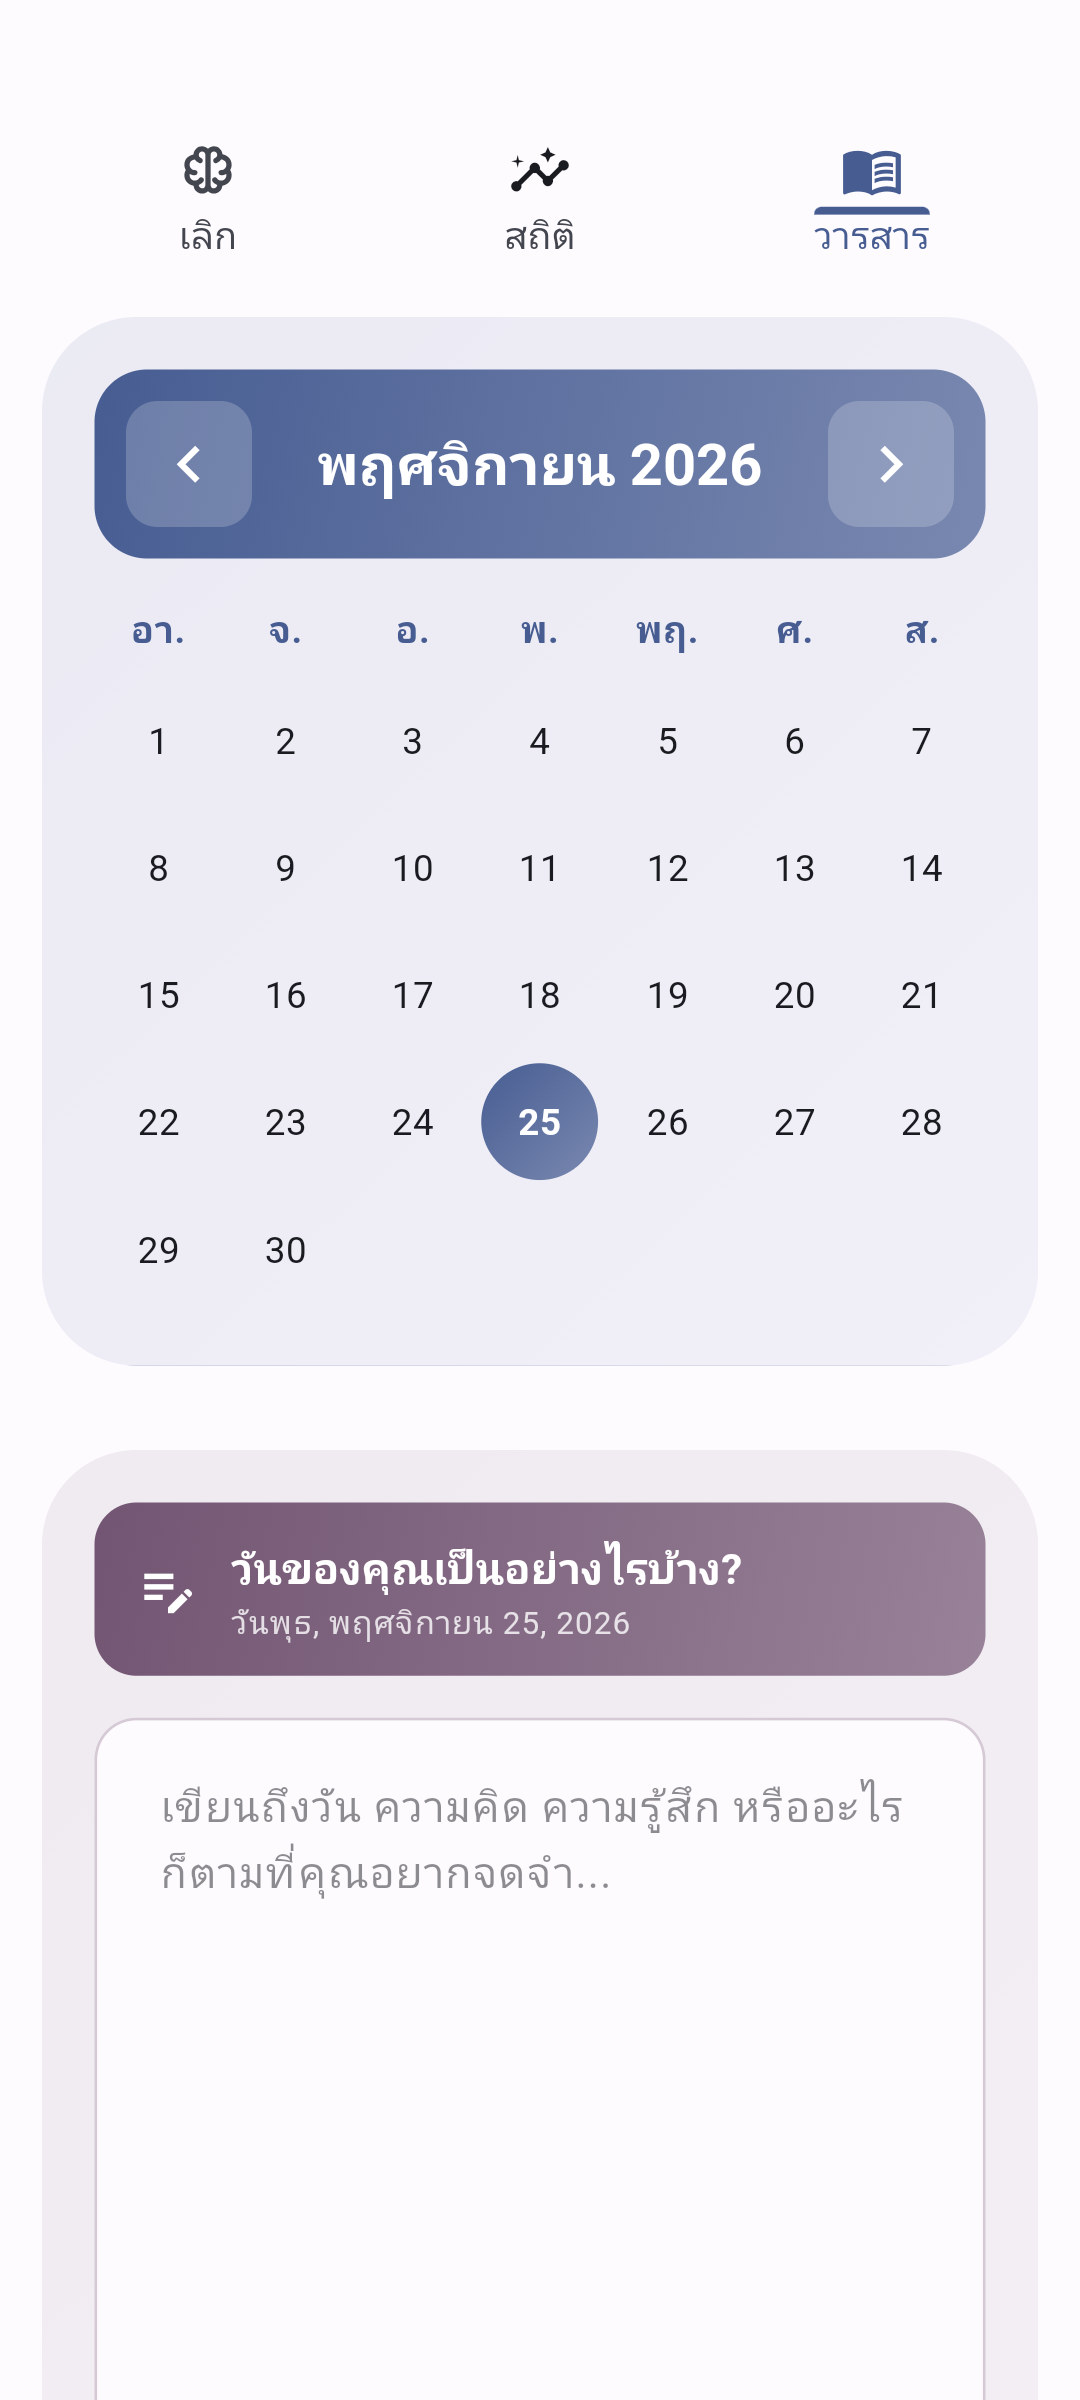 เลิก สถิติ วารสาร
พฤศจิกายน 2026
อา. จ. อ. พ. พฤ. ศ. ส.
1 2 3 4 5 6 7
8 9 10 11 12 13 14
15 16 17 18 19 20 21
22 23 24 25 26 27 28
29 30
วันของคุณเป็นอย่างไรบ้าง?
วันพุธ, พฤศจิกายน 25, 2026
เขียนถึงวัน ความคิด ความรู้สึก หรืออะไร
ก็ตามที่คุณอยากจดจำ...